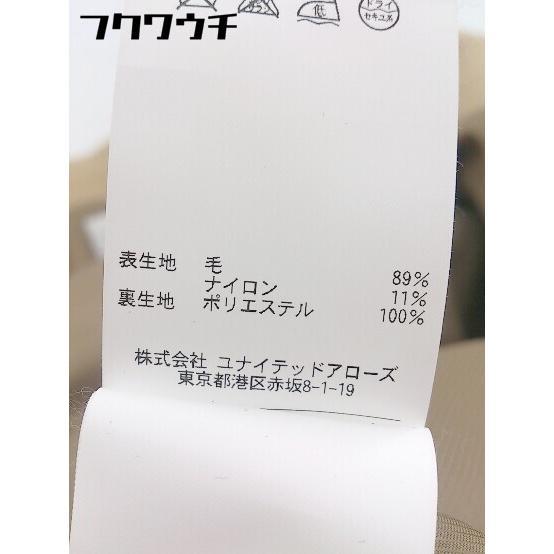 フクワウチ
低
ドライ
セキユ系
表生地 毛 89%
ナイロン 11%
裏生地 ポリエステル 100%
株式会社 ユナイテッドアローズ
東京都港区赤坂8-1-19